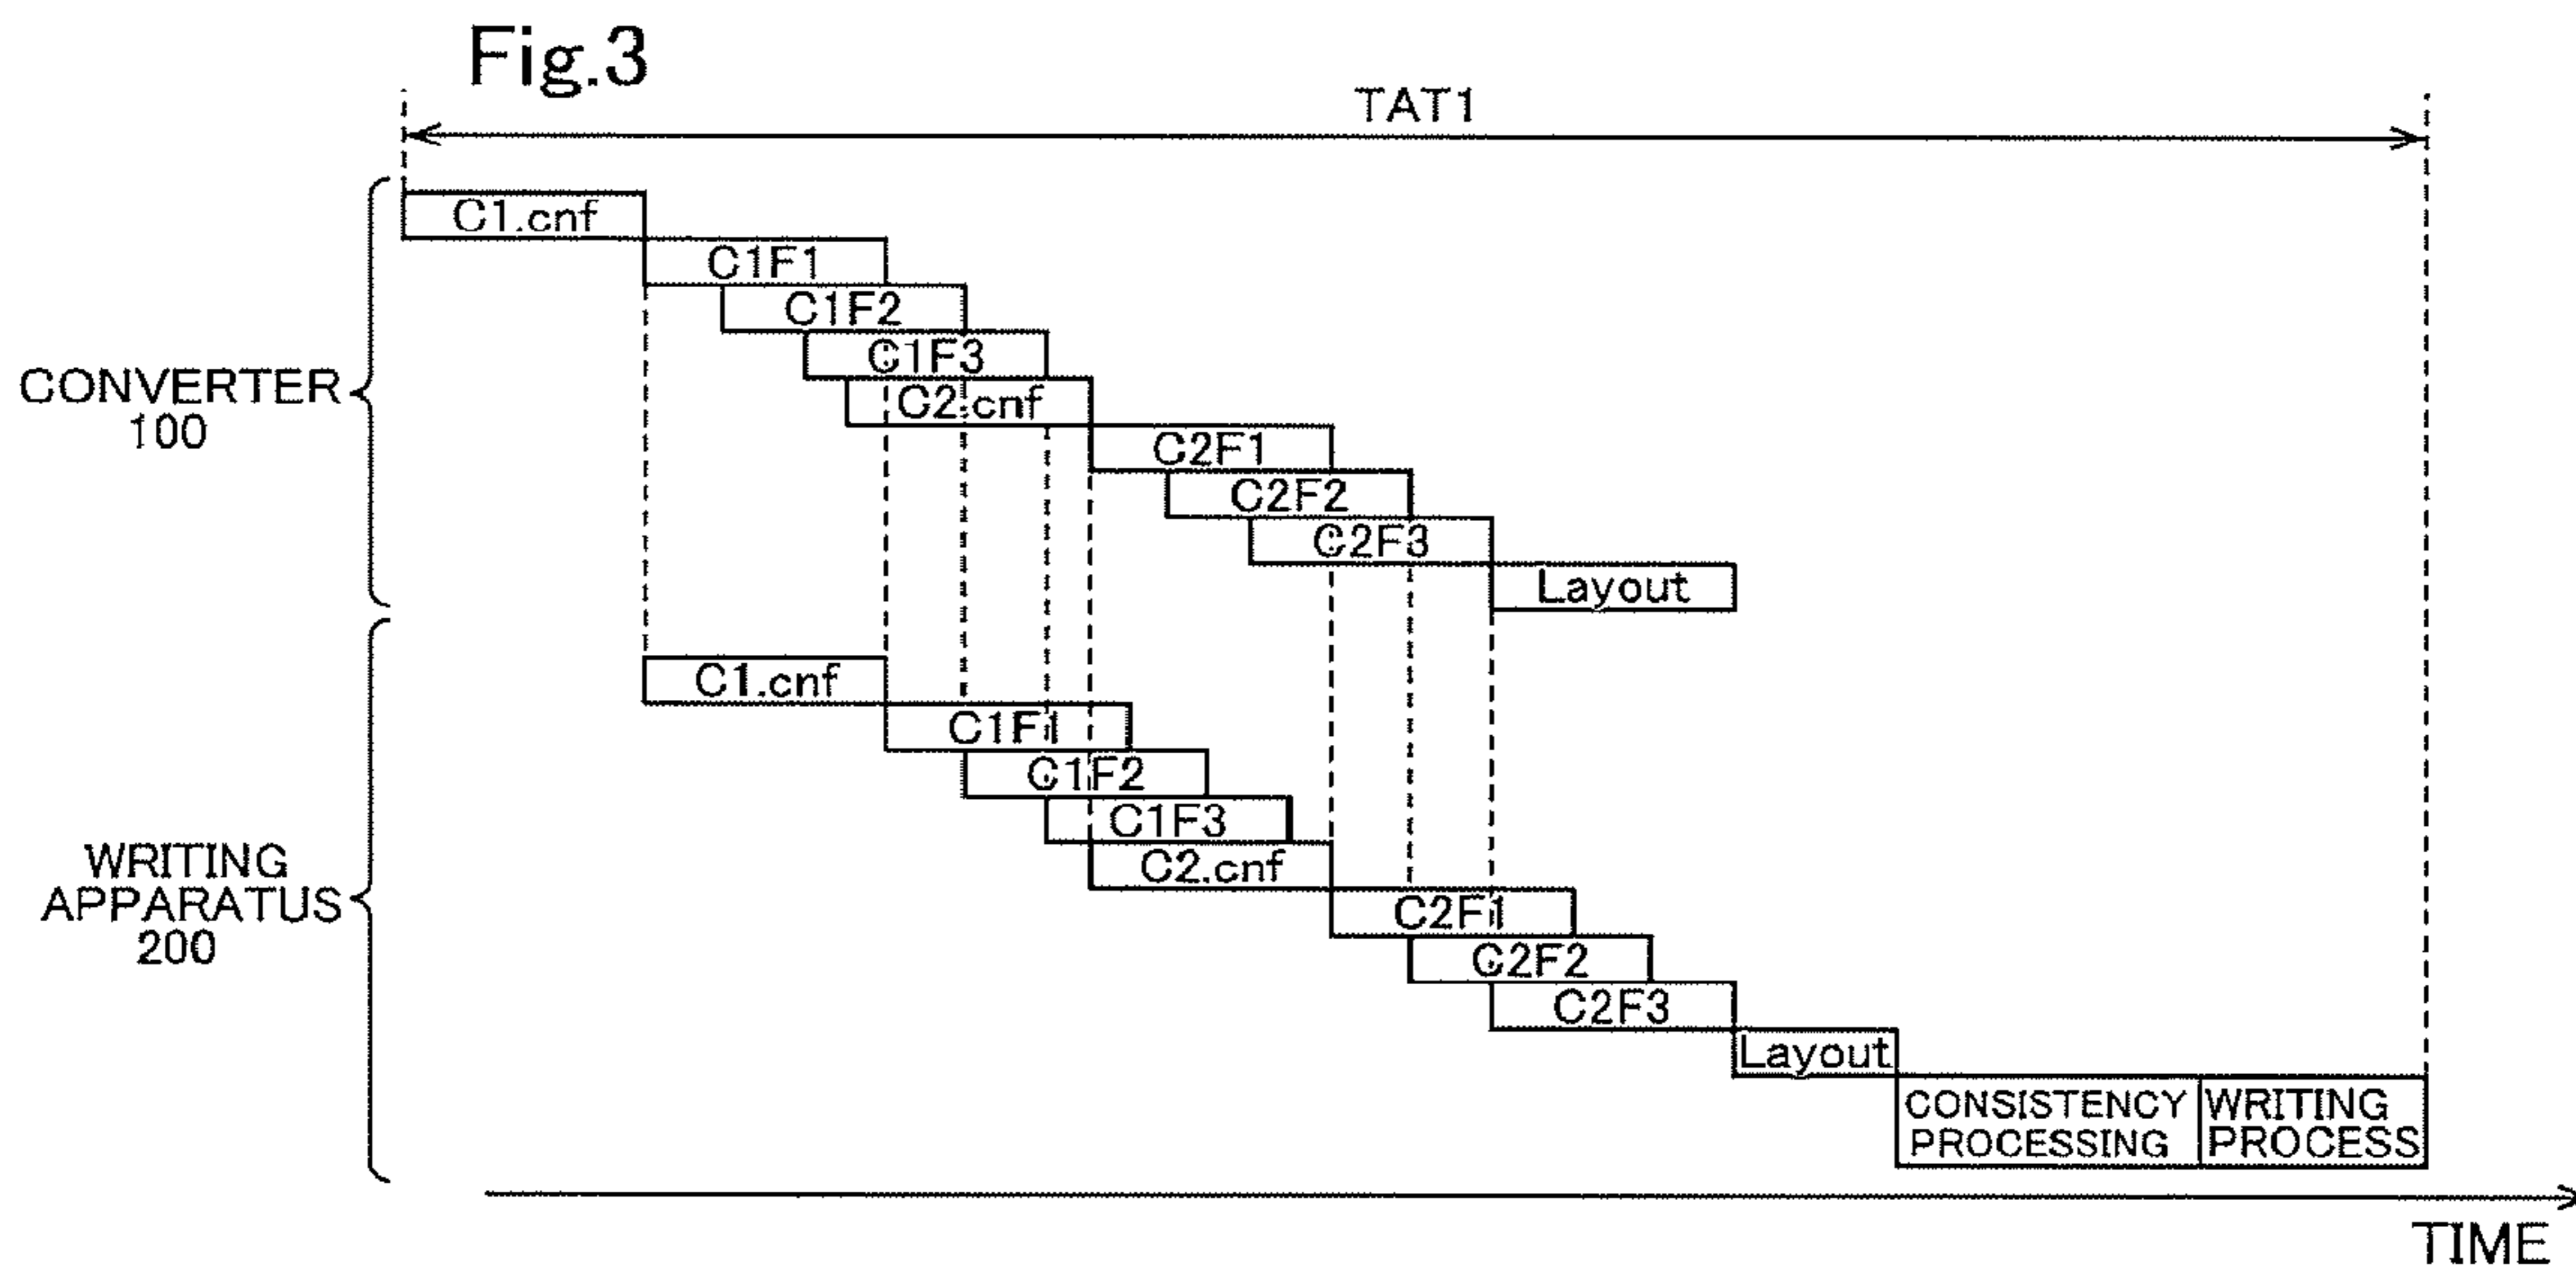 Fig.3
TAT1
C1.cnf
C1F1
C1F2
C1F3
C2.cnf
C2F1
C2F2
C2F3
Layout
CONVERTER
100
C1.cnf
C1F1
C1F2
C1F3
C2.cnf
C2F1
C2F2
C2F3
Layout
CONSISTENCY
PROCESSING
WRITING
PROCESS
WRITING
APPARATUS
200
TIME